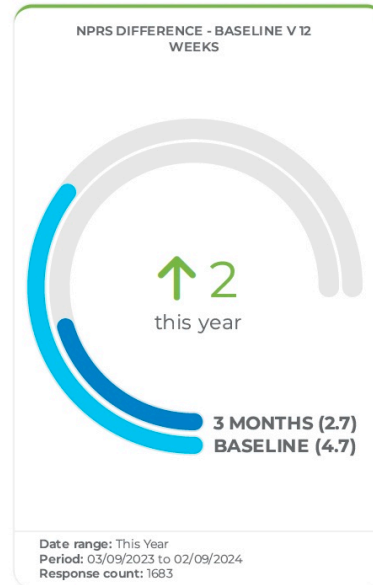 NPRS DIFFERENCE - BASELINE V 12
WEEKS
2
this year
3 MONTHS (2.7)
BASELINE (4.7)
Date range: This Year
Period: 03/09/2023 to 02/09/2024
Response count: 1683